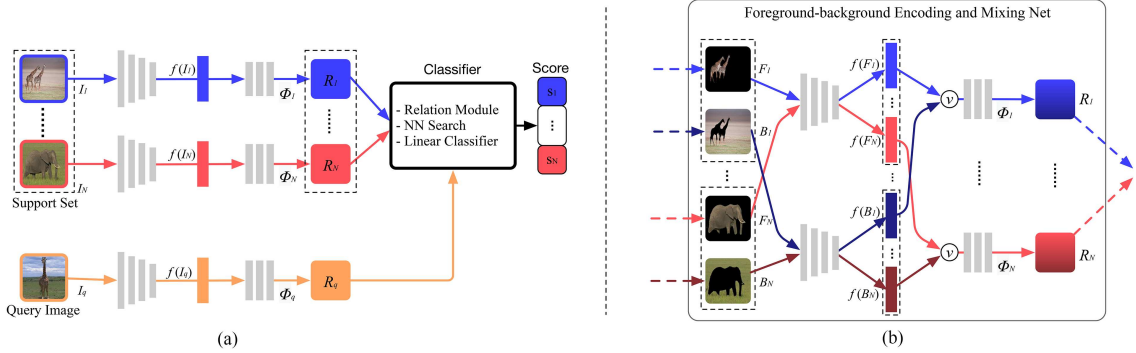 I1
f(I1)
Φ1
R1
Classifier
Score
S1
- Relation Module
- NN Search
- Linear Classifier
...
IN
f(IN)
ΦN
RN
SN
Support Set
Iq
f(Iq)
Φq
Rq
Query Image
(a)
Foreground-background Encoding and Mixing Net
F1
f(F1)
B1
f(FN)
ν
Φ1
R1
FN
f(B1)
BN
f(BN)
ν
ΦN
RN
(b)